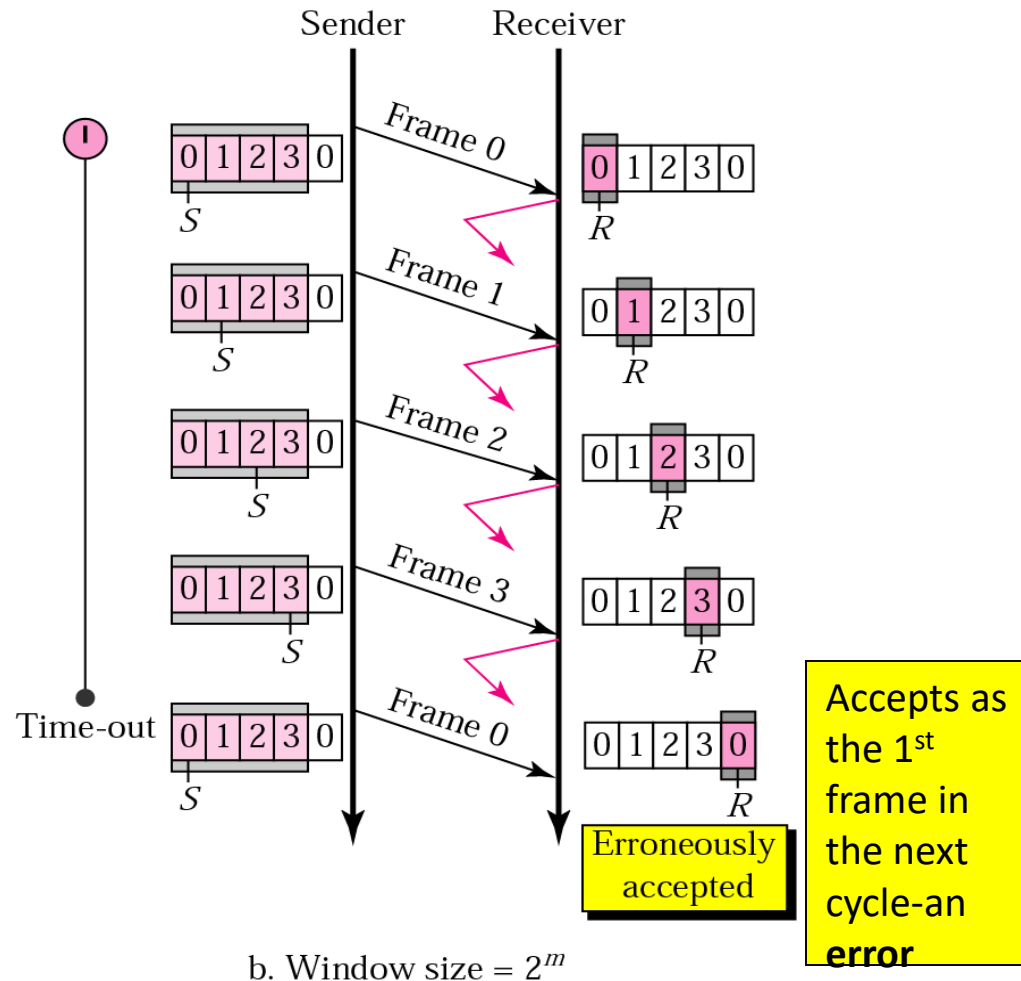 Sender Receiver
Frame 0
0 1 2 3 0
0 1 2 3 0
S
R
Frame 1
0 1 2 3 0
0 1 2 3 0
S
R
Frame 2
0 1 2 3 0
0 1 2 3 0
S
R
Frame 3
0 1 2 3 0
0 1 2 3 0
S
R
Time-out
Frame 0
0 1 2 3 0
0 1 2 3 0
S
R
Erroneously
accepted
Accepts as
the 1st
frame in
the next
cycle-an
error
b. Window size = 2^m